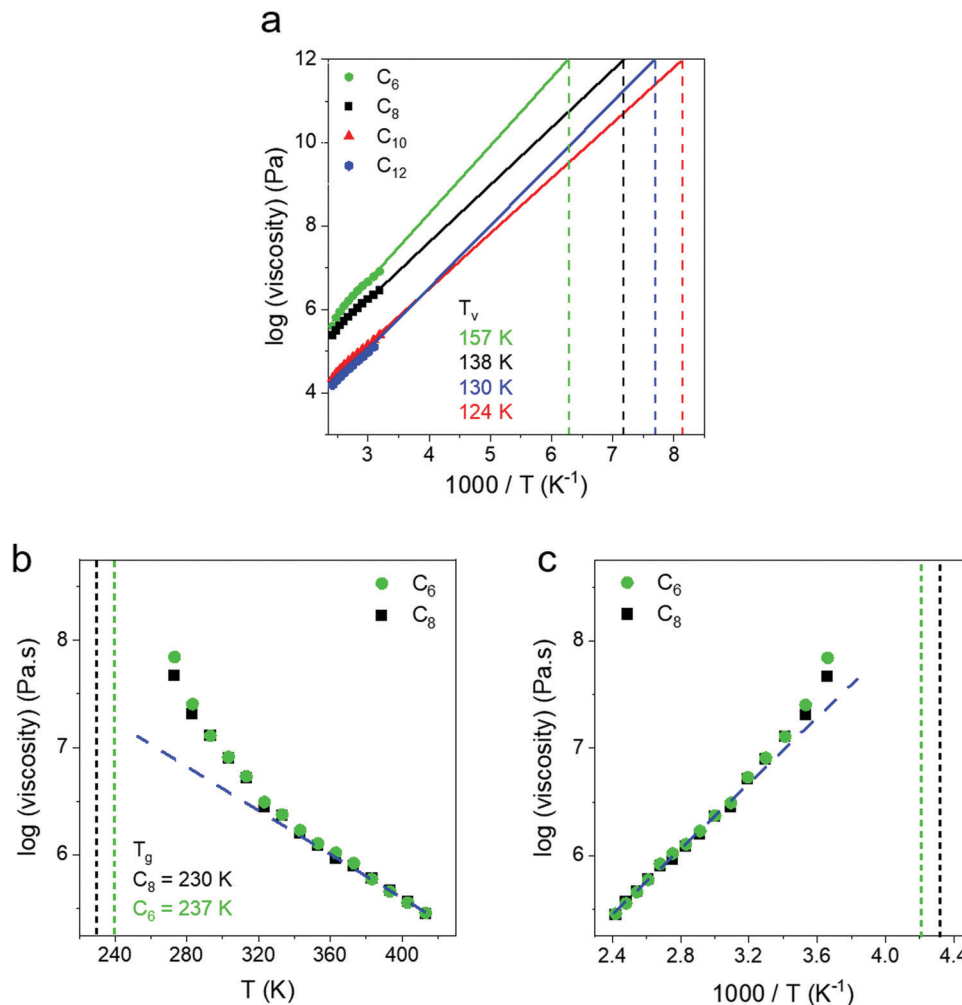 a
12
10
8
6
4
log (viscosity) (Pa)
C₆
C₈
C₁₀
C₁₂
Tᵥ
157 K
138 K
130 K
124 K
3 4 5 6 7 8
1000 / T (K⁻¹)
b
8
7
6
log (viscosity) (Pa.s)
C₆
C₈
T_g
C₈ = 230 K
C₆ = 237 K
240 280 320 360 400
T (K)
c
8
7
6
log (viscosity) (Pa.s)
C₆
C₈
2.4 2.8 3.2 3.6 4.0 4.4
1000 / T (K⁻¹)